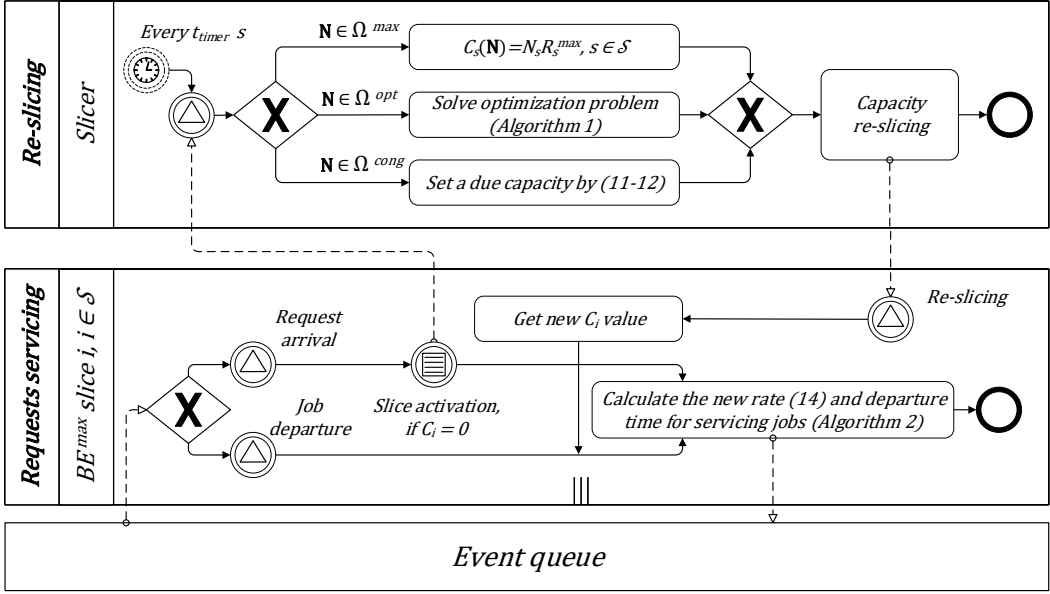 Re-slicing
Slicer
Every t_timer s
N ∈ Ω^max
C_s(N)=N_sR_s^max, s ∈ 𝒮
N ∈ Ω^opt
Solve optimization problem
(Algorithm 1)
N ∈ Ω^cong
Set a due capacity by (11-12)
X
X
Capacity
re-slicing
Requests servicing
BE^max slice i, i ∈ 𝒮
X
Request
arrival
Job
departure
Slice activation,
if C_i = 0
Get new C_i value
Re-slicing
Calculate the new rate (14) and departure
time for servicing jobs (Algorithm 2)
Event queue